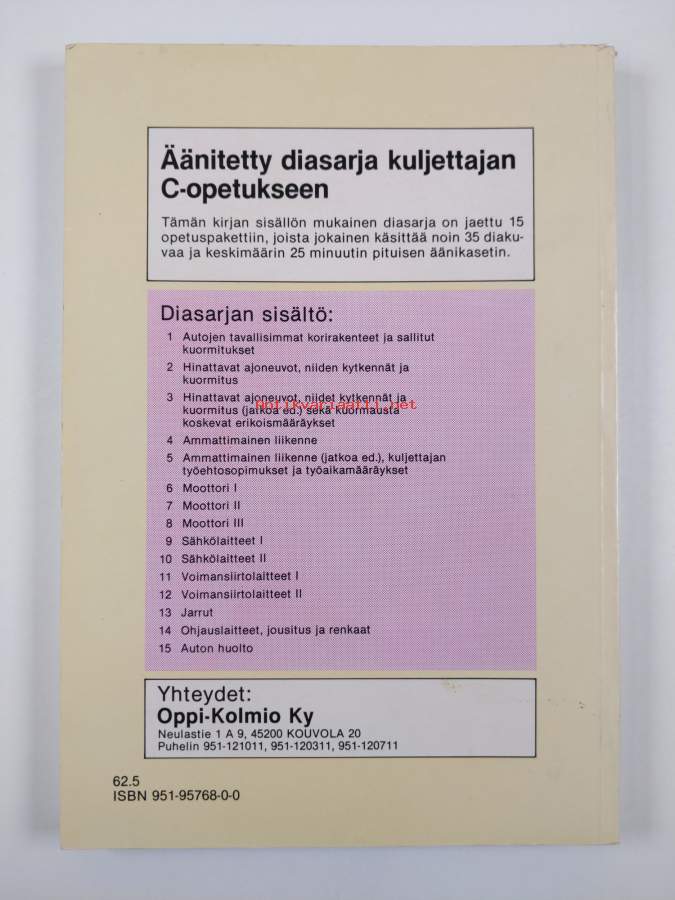 Äänitetty diasarja kuljettajan
C-opetukseen
Tämän kirjan sisällön mukainen diasarja on jaettu 15
opetuspakettiin, joista jokainen käsittää noin 35 diaku-
vaa ja keskimäärin 25 minuutin pituisen äänikasetin.
Diasarjan sisältö:
1 Autojen tavallisimmat korirakenteet ja sallitut
kuormitukset
2 Hinattavat ajoneuvot, niiden kytkennät ja
kuormitus
3 Hinattavat ajoneuvot, niidet kytkennät ja
Antikvariaatti.net
kuormitus (jatkoa ed.) sekä kuormausta
koskevat erikoismääräykset
4 Ammattimainen liikenne
5 Ammattimainen liikenne (jatkoa ed.), kuljettajan
työehtosopimukset ja työaikamääräykset
6 Moottori I
7 Moottori II
8 Moottori III
9 Sähkölaitteet I
10 Sähkölaitteet II
11 Voimansiirtolaitteet I
12 Voimansiirtolaitteet II
13 Jarrut
14 Ohjauslaitteet, jousitus ja renkaat
15 Auton huolto
Yhteydet:
Oppi-Kolmio Ky
Neulastie 1 A 9, 45200 KOUVOLA 20
Puhelin 951-121011, 951-120311, 951-120711
62.5
ISBN 951-95768-0-0